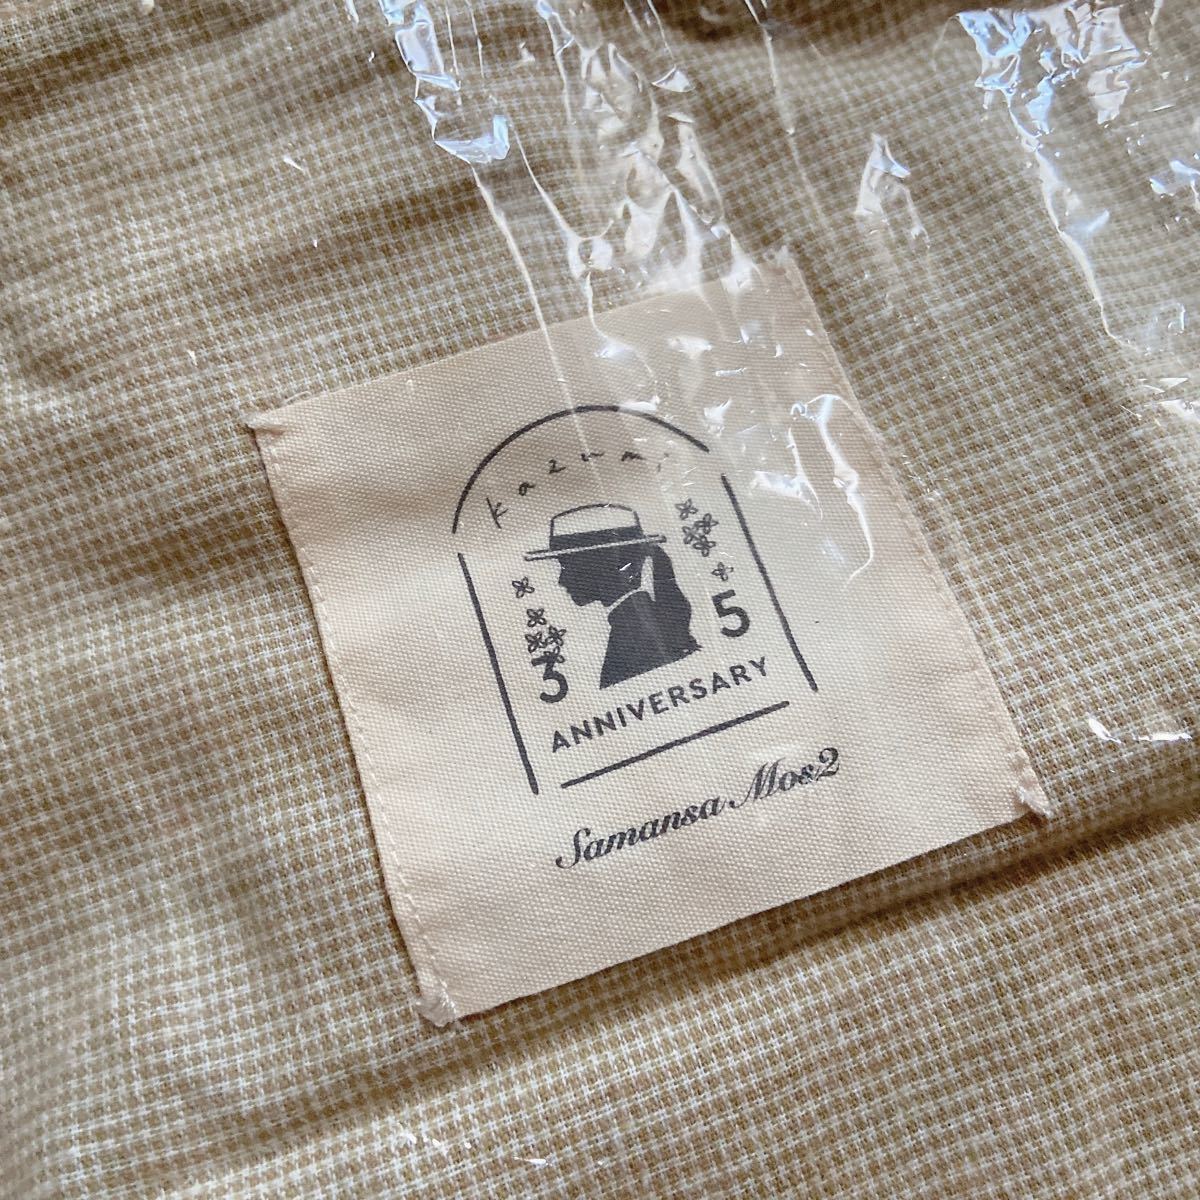 kazumi
3 5
ANNIVERSARY
Samansa Mos2